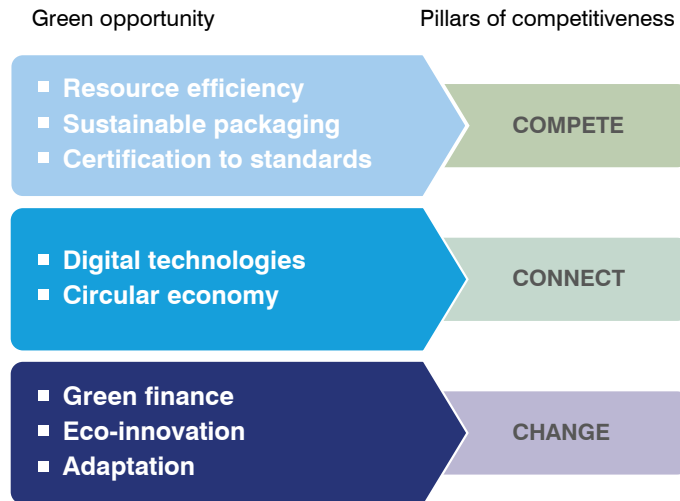 Green opportunity
Pillars of competitiveness
Resource efficiency
Sustainable packaging
Certification to standards
COMPETE
Digital technologies
Circular economy
CONNECT
Green finance
Eco-innovation
Adaptation
CHANGE